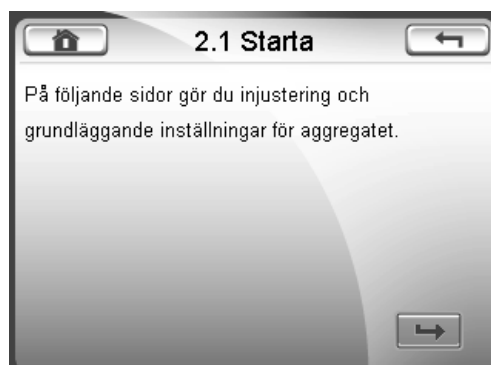 2.1 Starta
På följande sidor gör du injustering och
grundläggande inställningar för aggregatet.